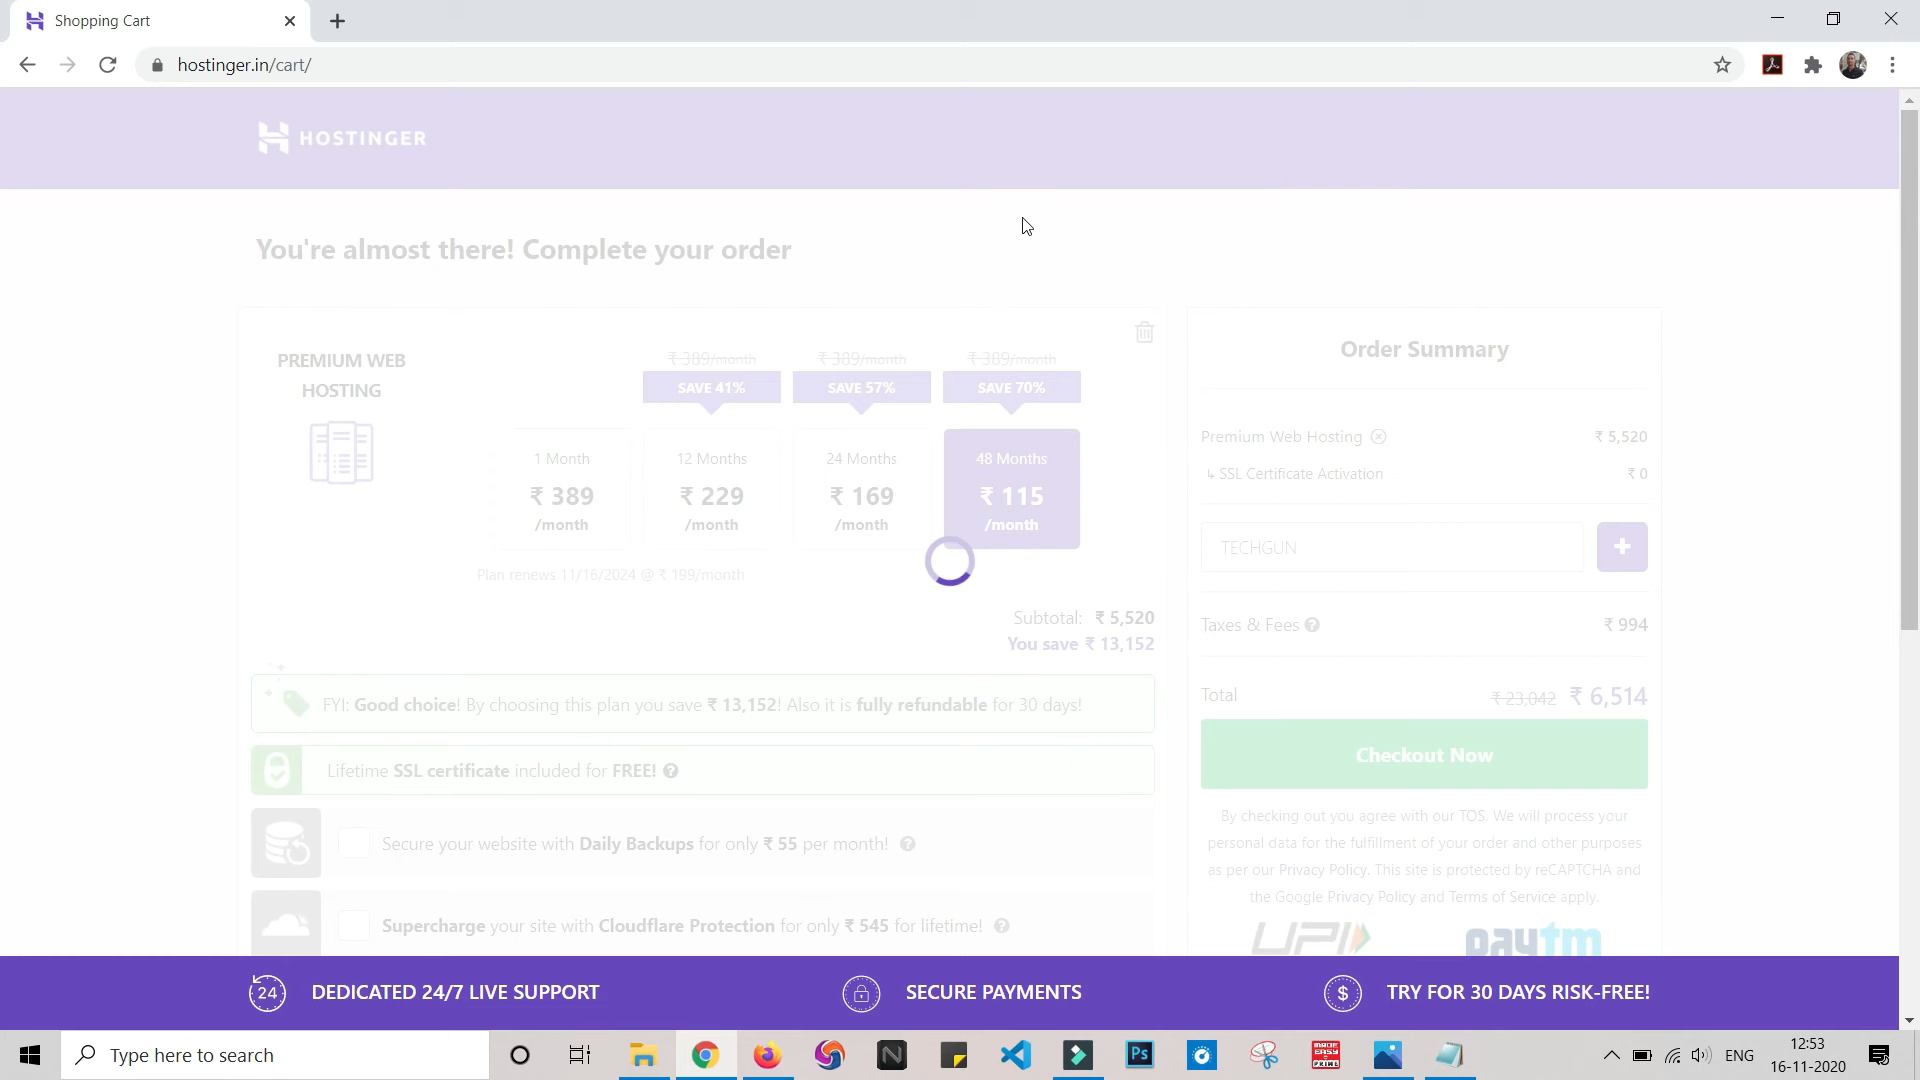 Shopping Cart
hostinger.in/cart/
HOSTINGER
You're almost there! Complete your order
PREMIUM WEB
HOSTING
₹ 389/month
₹ 389/month
₹ 389/month
SAVE 41%
SAVE 57%
SAVE 70%
1 Month
₹ 389
/month
12 Months
₹ 229
/month
24 Months
₹ 169
/month
48 Months
₹ 115
/month
Plan renews 11/16/2024 @ ₹ 199/month
Subtotal: ₹ 5,520
You save ₹ 13,152
FYI: Good choice! By choosing this plan you save ₹ 13,152! Also it is fully refundable for 30 days!
Lifetime SSL certificate included for FREE!
Secure your website with Daily Backups for only ₹ 55 per month!
Supercharge your site with Cloudflare Protection for only ₹ 545 for lifetime!
Order Summary
Premium Web Hosting ₹ 5,520
SSL Certificate Activation ₹ 0
TECHGUN
Taxes & Fees ₹ 994
Total ₹ 23,042 ₹ 6,514
Checkout Now
By checking out you agree with our TOS. We will process your
personal data for the fulfillment of your order and other purposes
as per our Privacy Policy. This site is protected by reCAPTCHA and
the Google Privacy Policy and Terms of Service apply.
UPI paytm
24 DEDICATED 24/7 LIVE SUPPORT
SECURE PAYMENTS
$ TRY FOR 30 DAYS RISK-FREE!
Type here to search
N
Ps
MADE
EASY
PRIME
ENG
12:53
16-11-2020